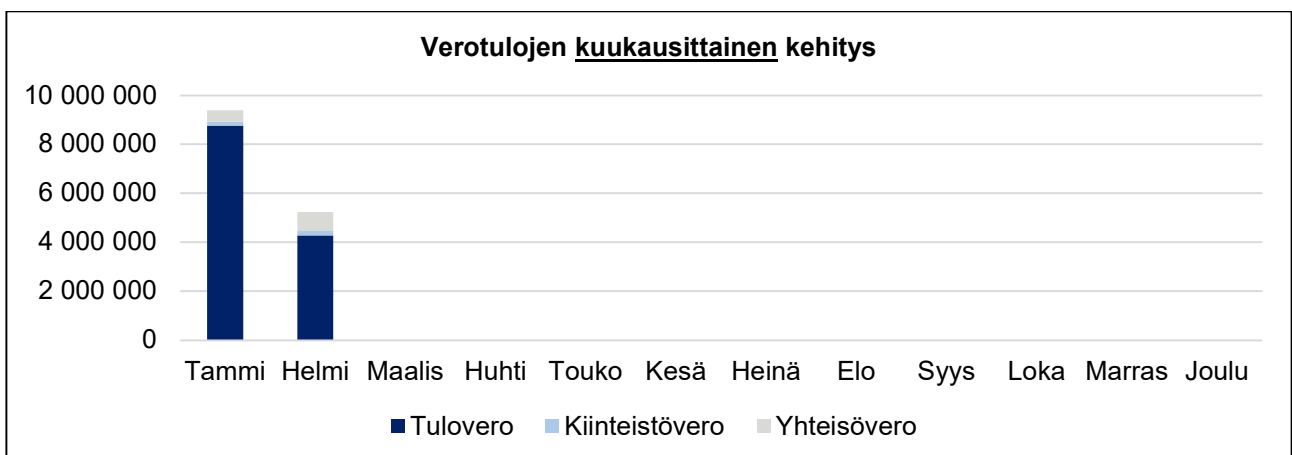 Verotulojen kuukausittainen kehitys
10 000 000
8 000 000
6 000 000
4 000 000
2 000 000
0
Tammi Helmi Maalis Huhti Touko Kesä Heinä Elo Syys Loka Marras Joulu
Tulovero Kiinteistövero Yhteisövero